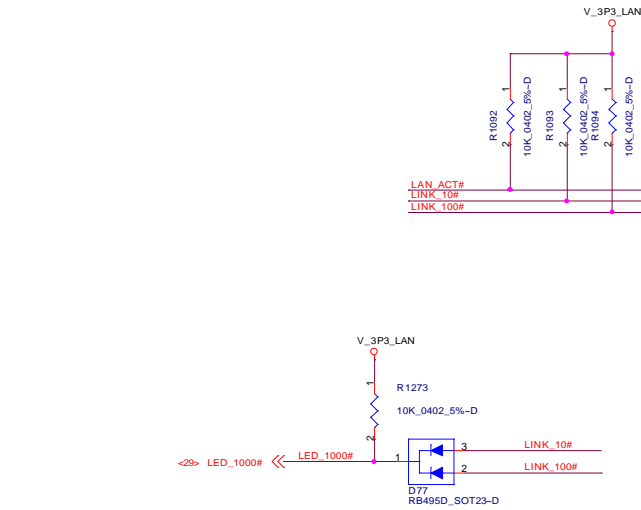 V_3P3_LAN
1
1
1
R1092
10K_0402_5%~D
R1093
10K_0402_5%~D
R1094
10K_0402_5%~D
2
2
2
LAN_ACT#
LINK_10#
LINK_100#
V_3P3_LAN
1
R1273
10K_0402_5%~D
2
<29> LED_1000#
LED_1000#
1
3
LINK_10#
2
LINK_100#
D77
RB495D_SOT23~D